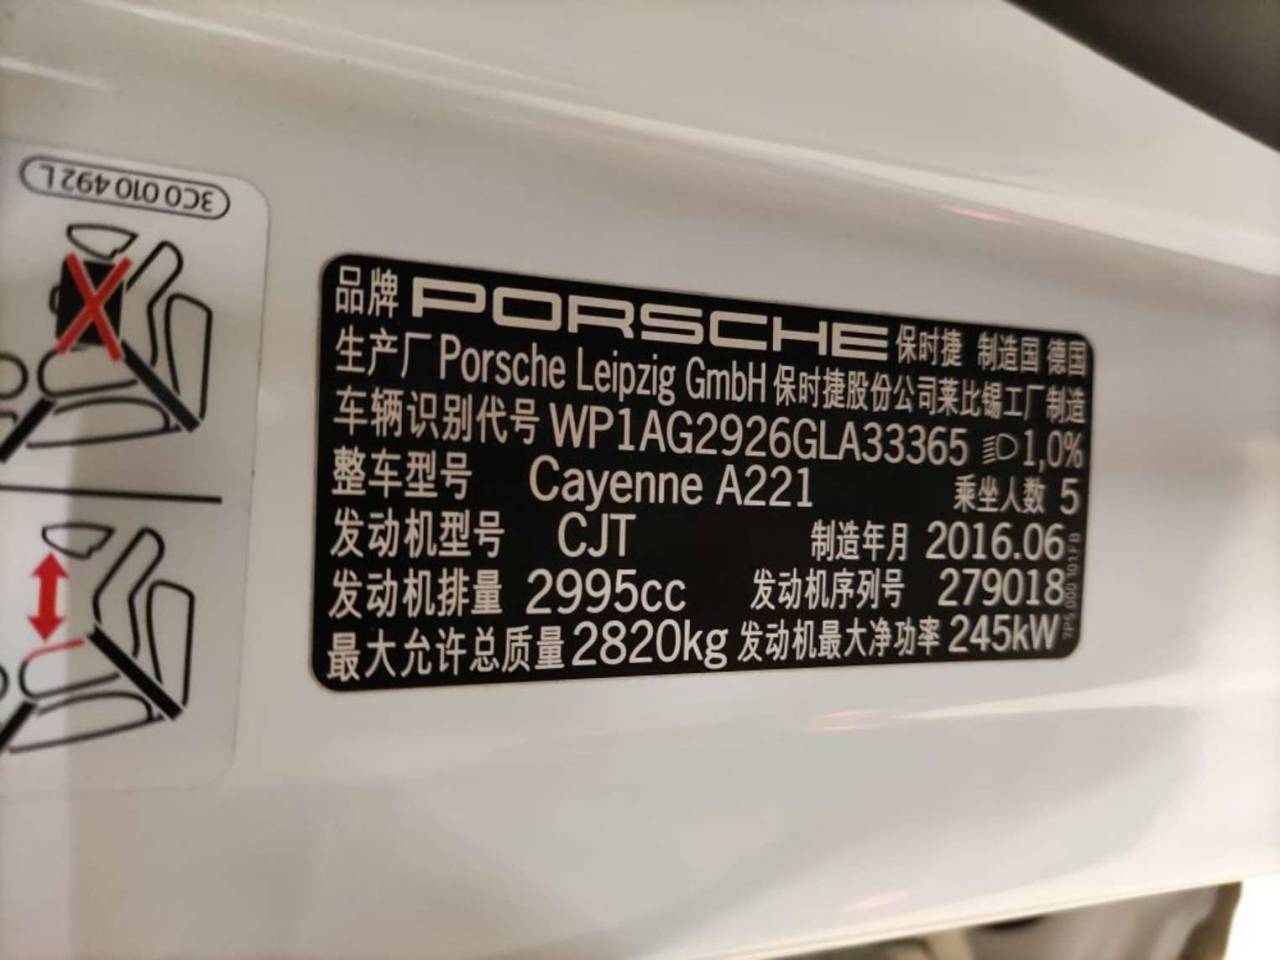 3C0 010 492 L
品牌 PORSCHE 保时捷 制造国 德国
生产厂 Porsche Leipzig GmbH 保时捷股份公司莱比锡工厂制造
车辆识别代号 WP1AG2926GLA33365 1,0%
整车型号 Cayenne A221 乘坐人数 5
发动机型号 CJT 制造年月 2016.06
发动机排量 2995cc 发动机序列号 279018
最大允许总质量 2820kg 发动机最大净功率 245kW
7P5 000 101 FB